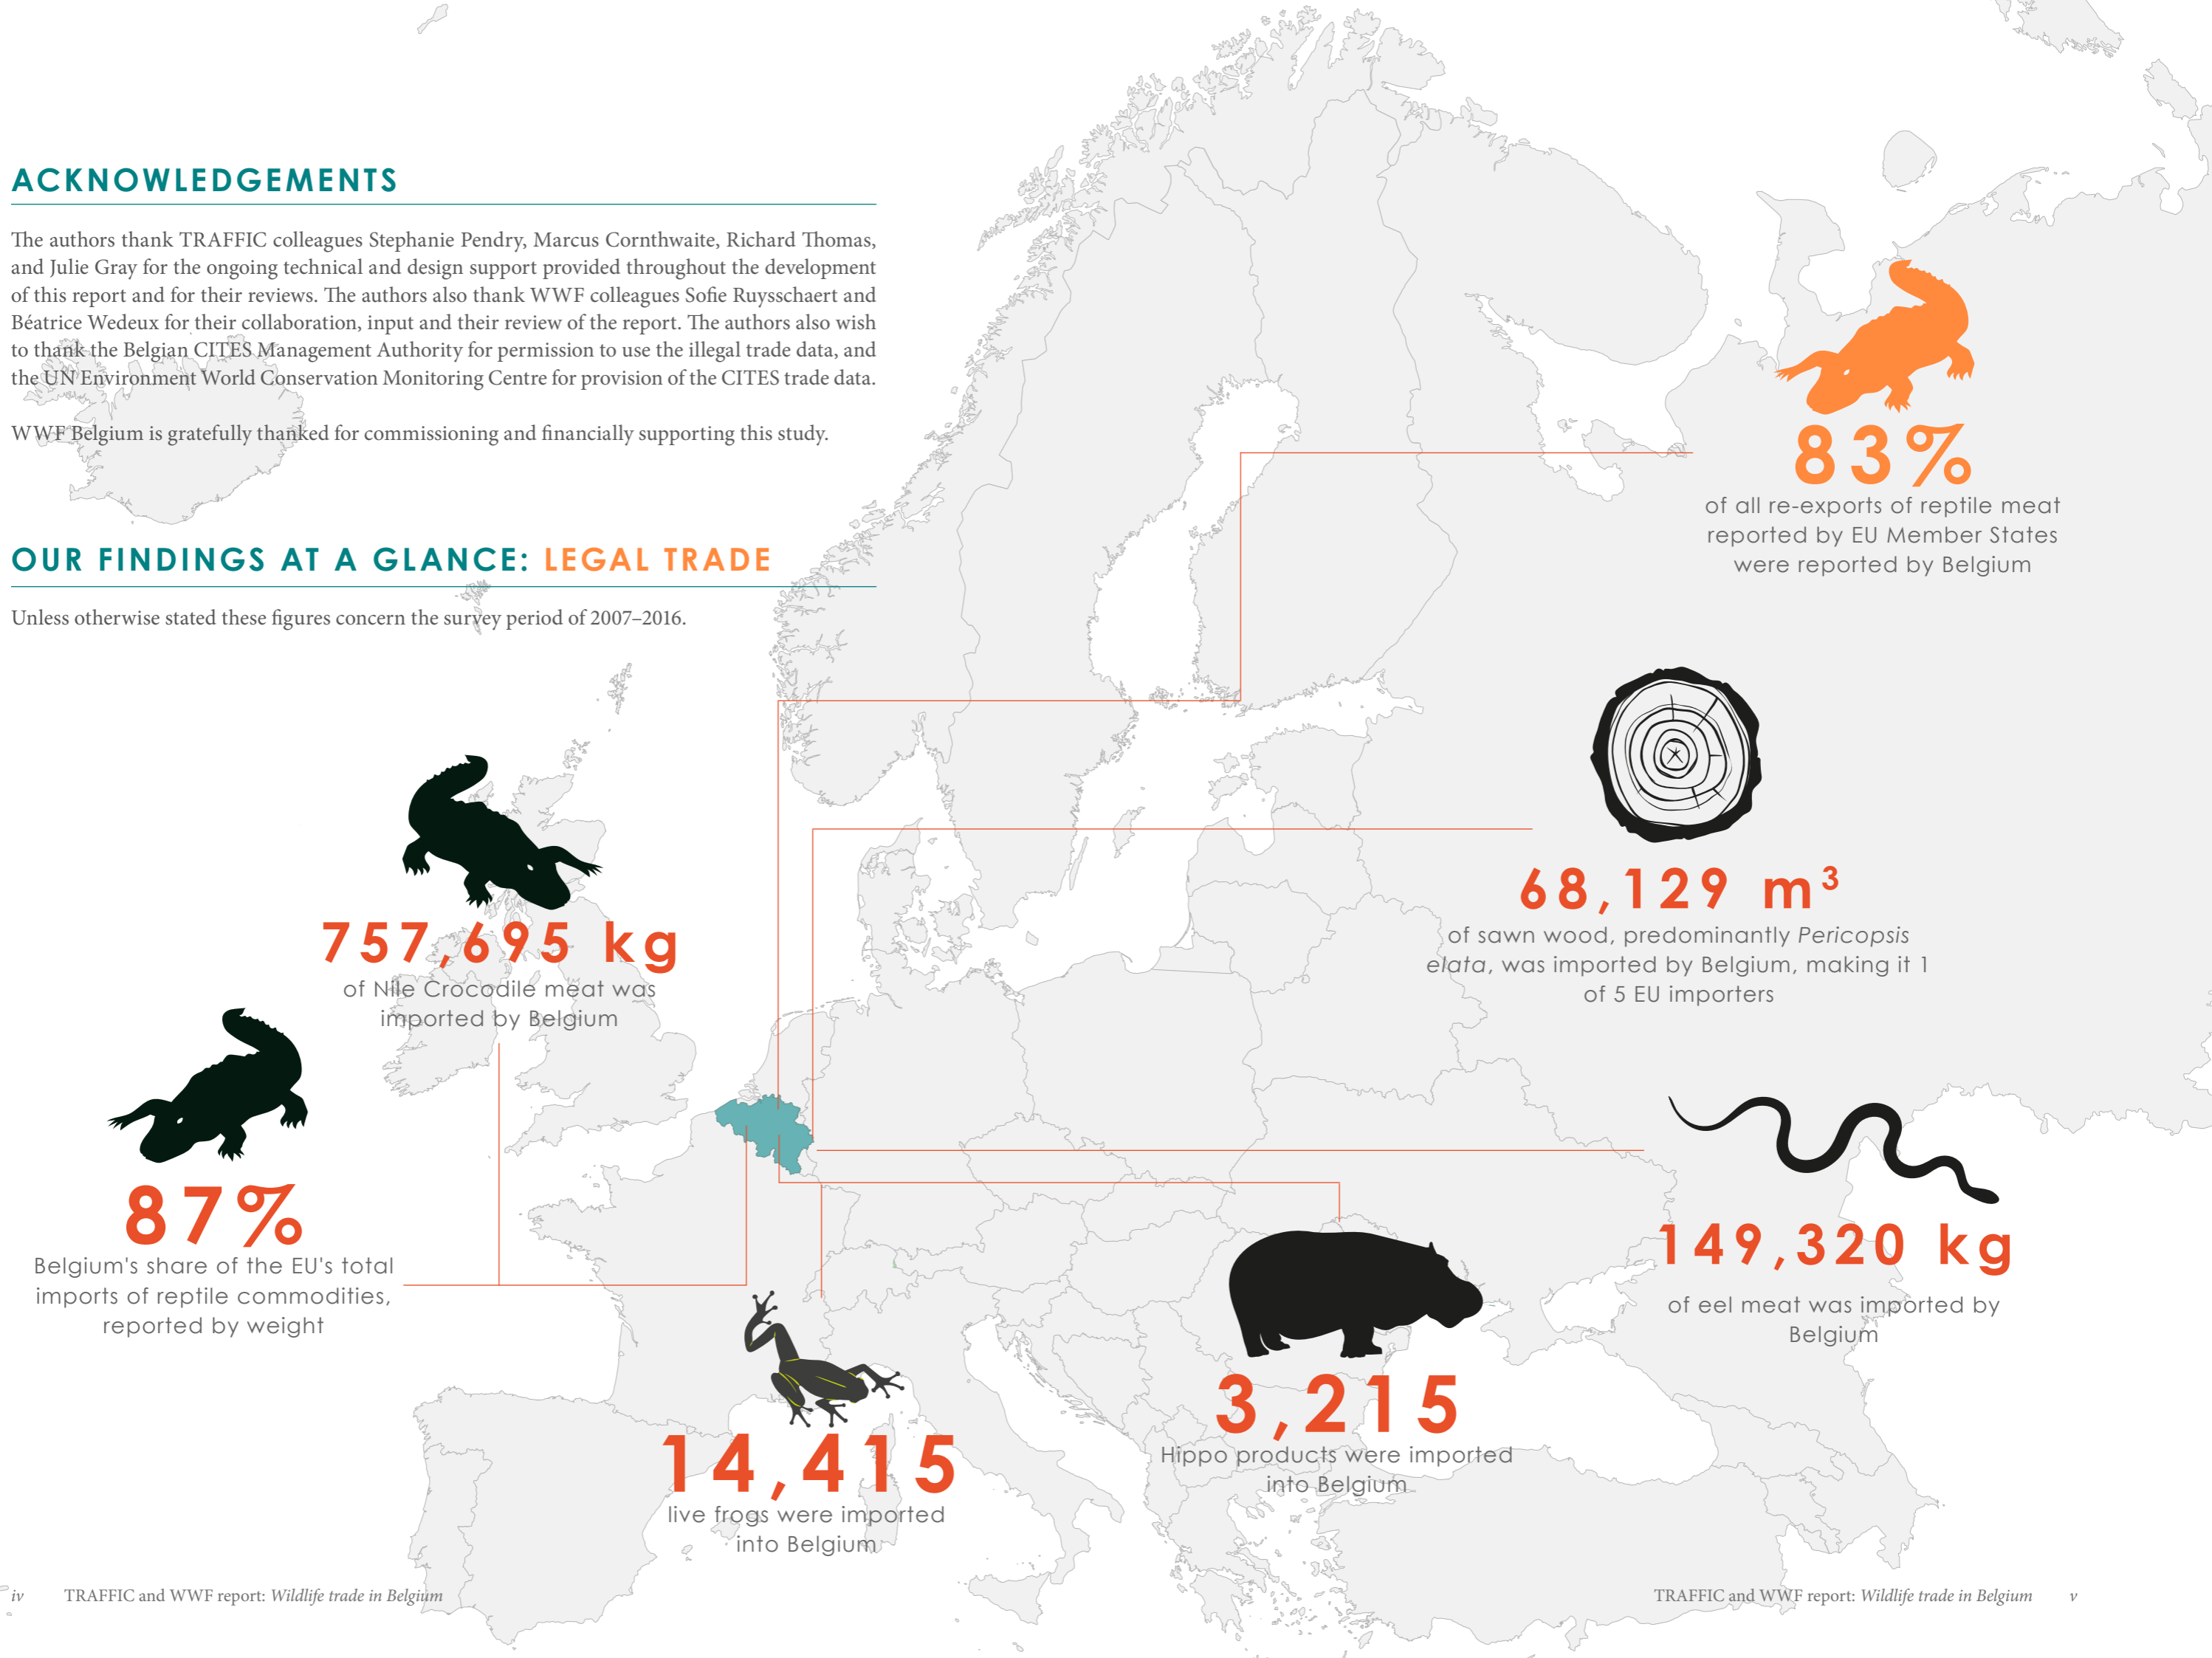 ACKNOWLEDGEMENTS
The authors thank TRAFFIC colleagues Stephanie Pendry, Marcus Cornthwaite, Richard Thomas,
and Julie Gray for the ongoing technical and design support provided throughout the development
of this report and for their reviews. The authors also thank WWF colleagues Sofie Ruysschaert and
Béatrice Wedeux for their collaboration, input and their review of the report. The authors also wish
to thank the Belgian CITES Management Authority for permission to use the illegal trade data, and
the UN Environment World Conservation Monitoring Centre for provision of the CITES trade data.
WWF Belgium is gratefully thanked for commissioning and financially supporting this study.
OUR FINDINGS AT A GLANCE: LEGAL TRADE
Unless otherwise stated these figures concern the survey period of 2007–2016.
83%
of all re-exports of reptile meat
reported by EU Member States
were reported by Belgium
68,129 m³
of sawn wood, predominantly Pericopsis
elata, was imported by Belgium, making it 1
of 5 EU importers
757,695 kg
of Nile Crocodile meat was
imported by Belgium
87%
Belgium's share of the EU's total
imports of reptile commodities,
reported by weight
149,320 kg
of eel meat was imported by
Belgium
3,215
Hippo products were imported
into Belgium
14,415
live frogs were imported
into Belgium
iv TRAFFIC and WWF report: Wildlife trade in Belgium
TRAFFIC and WWF report: Wildlife trade in Belgium v